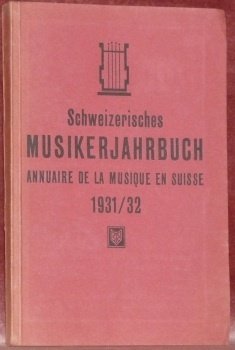 Schweizerisches
MUSIKERJAHRBUCH
ANNUAIRE DE LA MUSIQUE EN SUISSE
1931/32